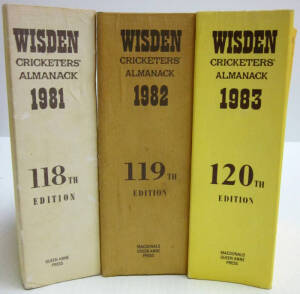 WISDEN
CRICKETERS'
ALMANACK
1981
118TH
EDITION
QUEEN ANNE
PRESS
WISDEN
CRICKETERS'
ALMANACK
1982
119TH
EDITION
MACDONALD
QUEEN ANNE
PRESS
WISDEN
CRICKETERS'
ALMANACK
1983
120TH
EDITION
MACDONALD
QUEEN ANNE
PRESS